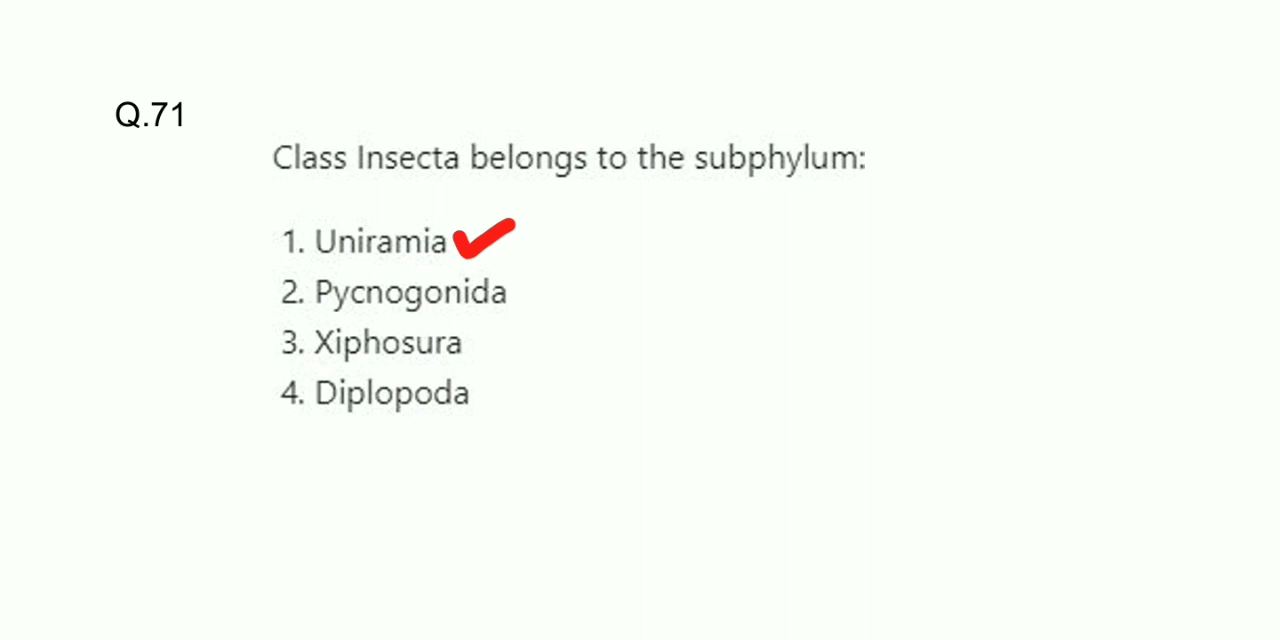 Q.71
Class Insecta belongs to the subphylum:
1. Uniramia
2. Pycnogonida
3. Xiphosura
4. Diplopoda